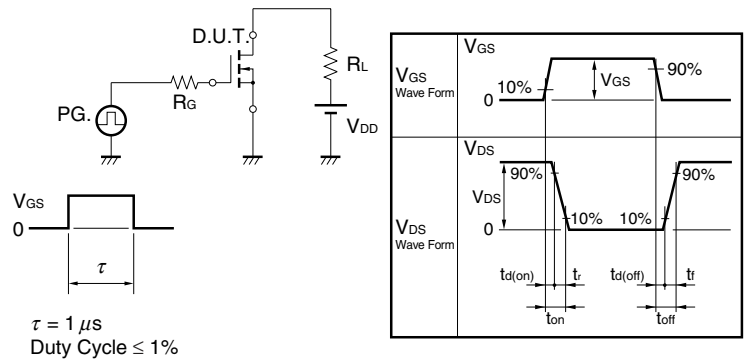 D.U.T.
RL
RG
PG.
VDD
VGS
0
τ
τ = 1 μs
Duty Cycle ≤ 1%
VGS
Wave Form
VGS
10%
0
VGS
90%
VDS
Wave Form
VDS
90%
VDS
0
10%
10%
90%
td(on)
tr
td(off)
tf
ton
toff